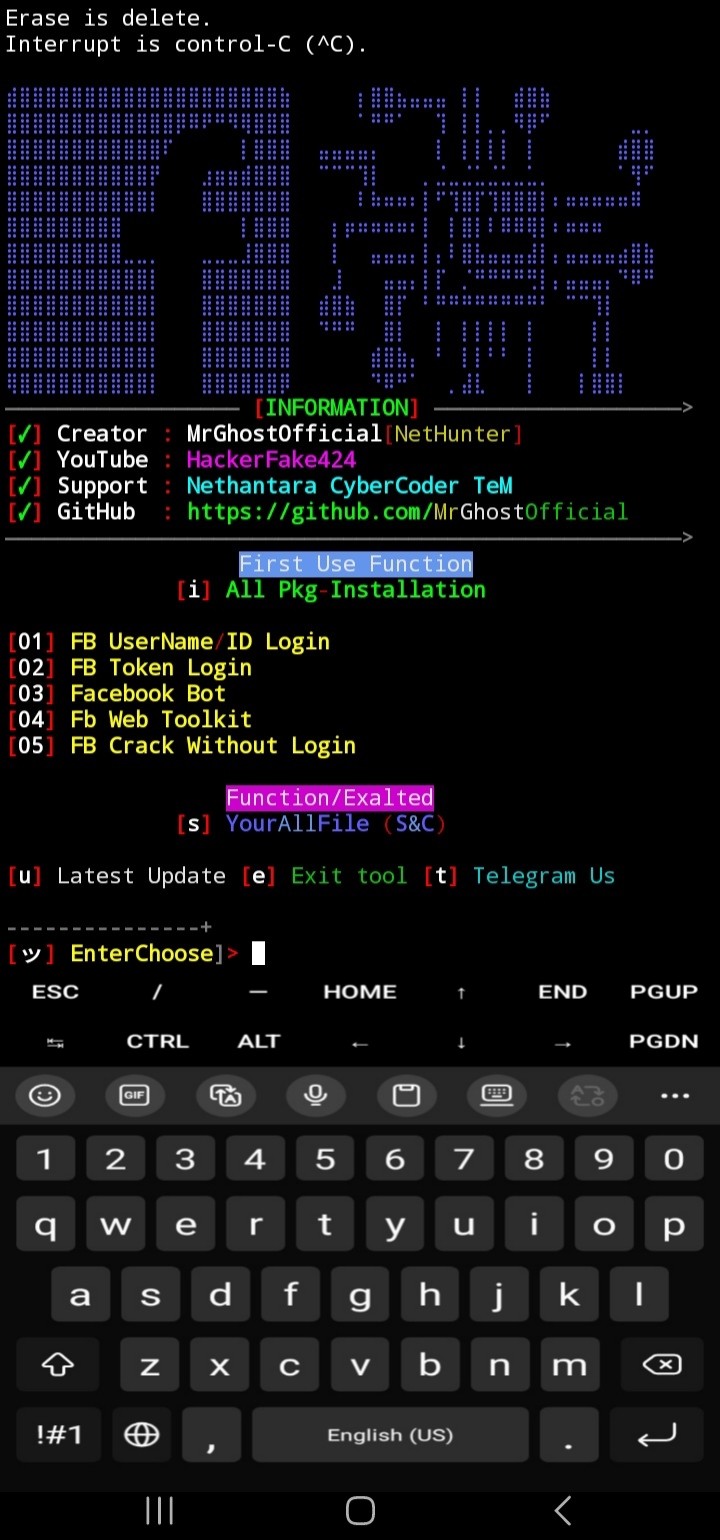 Erase is delete.
Interrupt is control-C (^C).
[INFORMATION]
[✓] Creator : MrGhostOfficial[NetHunter]
[✓] YouTube : HackerFake424
[✓] Support : Nethantara CyberCoder TeM
[✓] GitHub : https://github.com/MrGhostOfficial
First Use Function
[i] All Pkg-Installation
[01] FB UserName/ID Login
[02] FB Token Login
[03] Facebook Bot
[04] Fb Web Toolkit
[05] FB Crack Without Login
Function/Exalted
[s] YourAllFile (S&C)
[u] Latest Update [e] Exit tool [t] Telegram Us
---------------+
[ツ] EnterChoose]>
ESC / — HOME ↑ END PGUP
↹ CTRL ALT ← ↓ → PGDN
GIF
1 2 3 4 5 6 7 8 9 0
q w e r t y u i o p
a s d f g h j k l
z x c v b n m
!#1 , English (US) .